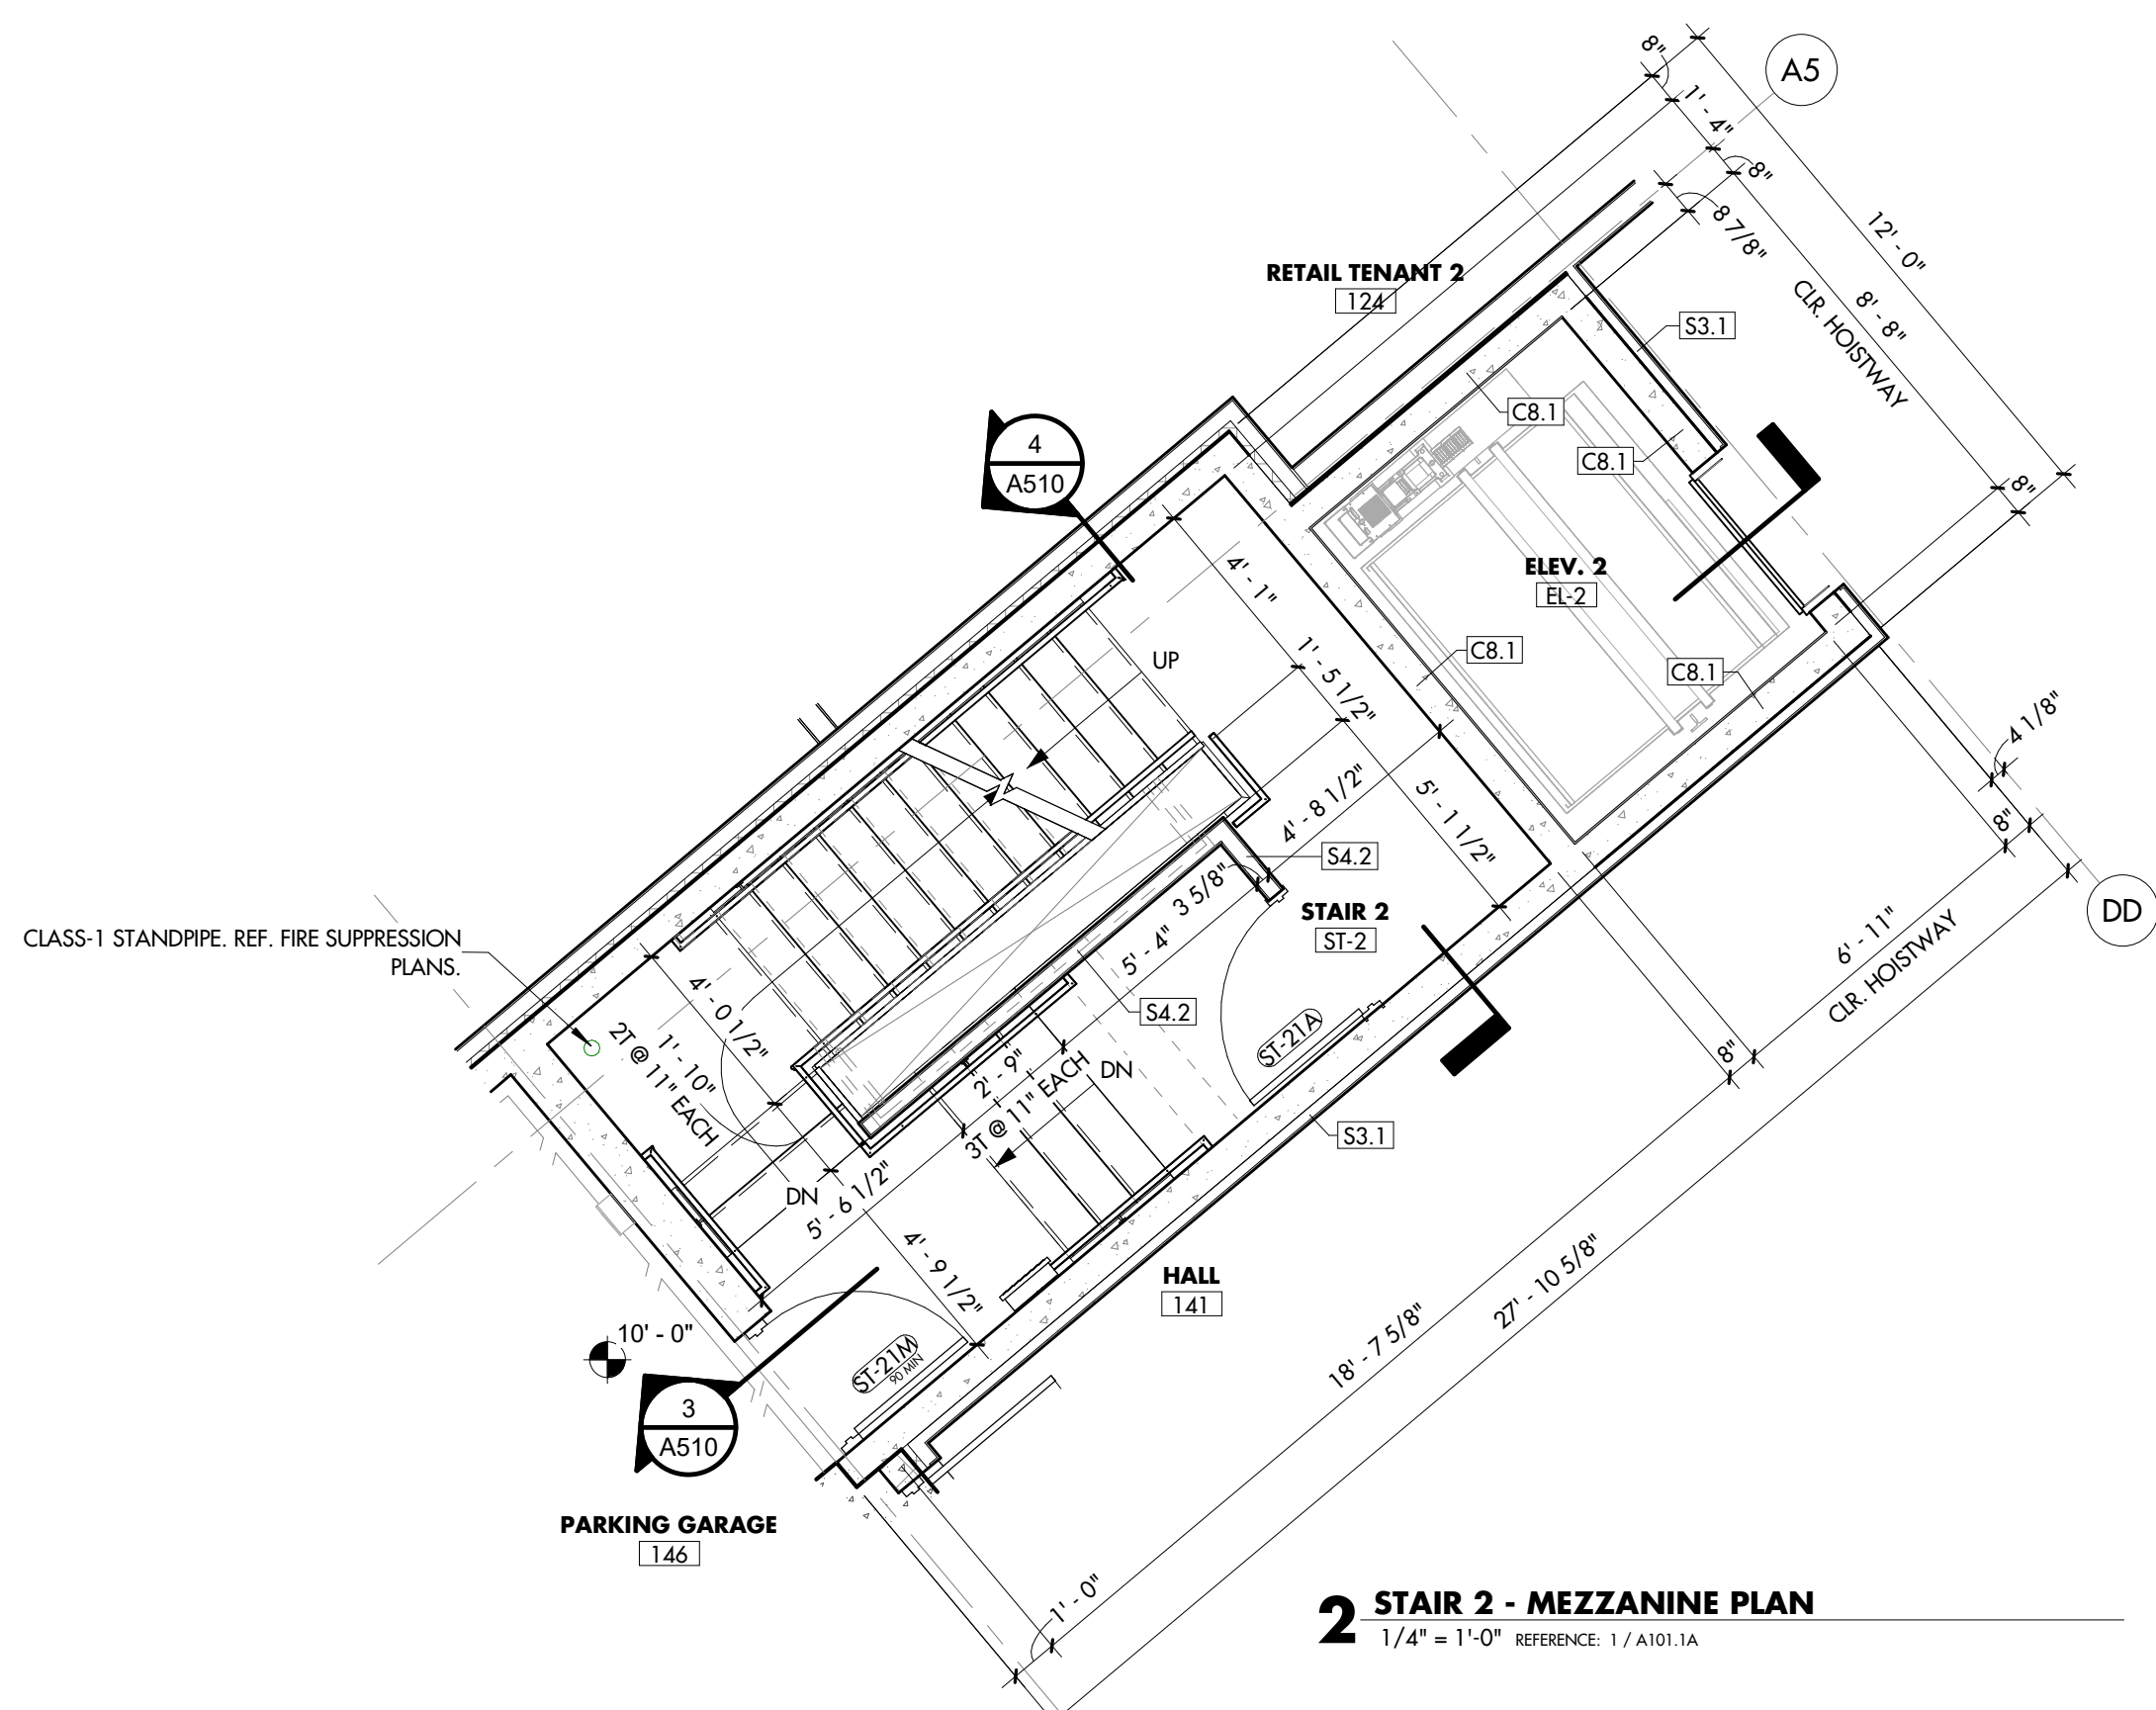 8"
A5
1' - 4"
8"
8 7/8"
12' - 0"
RETAIL TENANT 2
124
8' - 8"
CLR. HOISTWAY
S3.1
C8.1
C8.1
4
A510
8"
4' - 1"
ELEV. 2
EL-2
UP
1' - 5 1/2"
C8.1
C8.1
4 1/8"
5' - 1 1/2"
4' - 8 1/2"
8"
S4.2
3 5/8"
STAIR 2
ST-2
DD
CLASS-1 STANDPIPE. REF. FIRE SUPPRESSION
PLANS.
5' - 4"
6' - 11"
CLR. HOISTWAY
4' - 0 1/2"
S4.2
ST-21A
2T @ 11" EACH
1' - 10"
2' - 9"
3T @ 11" EACH
DN
8"
S3.1
DN
5' - 6 1/2"
4' - 9 1/2"
HALL
141
27' - 10 5/8"
18' - 7 5/8"
10' - 0"
ST-21M
90 MIN
3
A510
PARKING GARAGE
146
1' - 0"
2 STAIR 2 - MEZZANINE PLAN
1/4" = 1'-0" REFERENCE: 1 / A101.1A